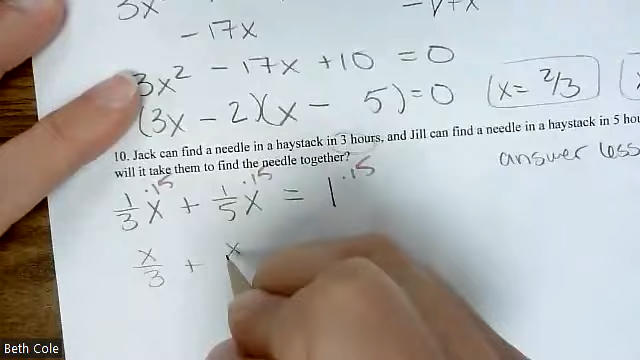 3x
- 17x
3x² - 17x + 10 = 0
(3x - 2)(x - 5) = 0 (x = 2/3)
10. Jack can find a needle in a haystack in 3 hours, and Jill can find a needle in a haystack in 5 hou
will it take them to find the needle together?
answer less
·15 ·15 ·15
1/3 x + 1/5 x = 1
x/3 + x
Beth Cole